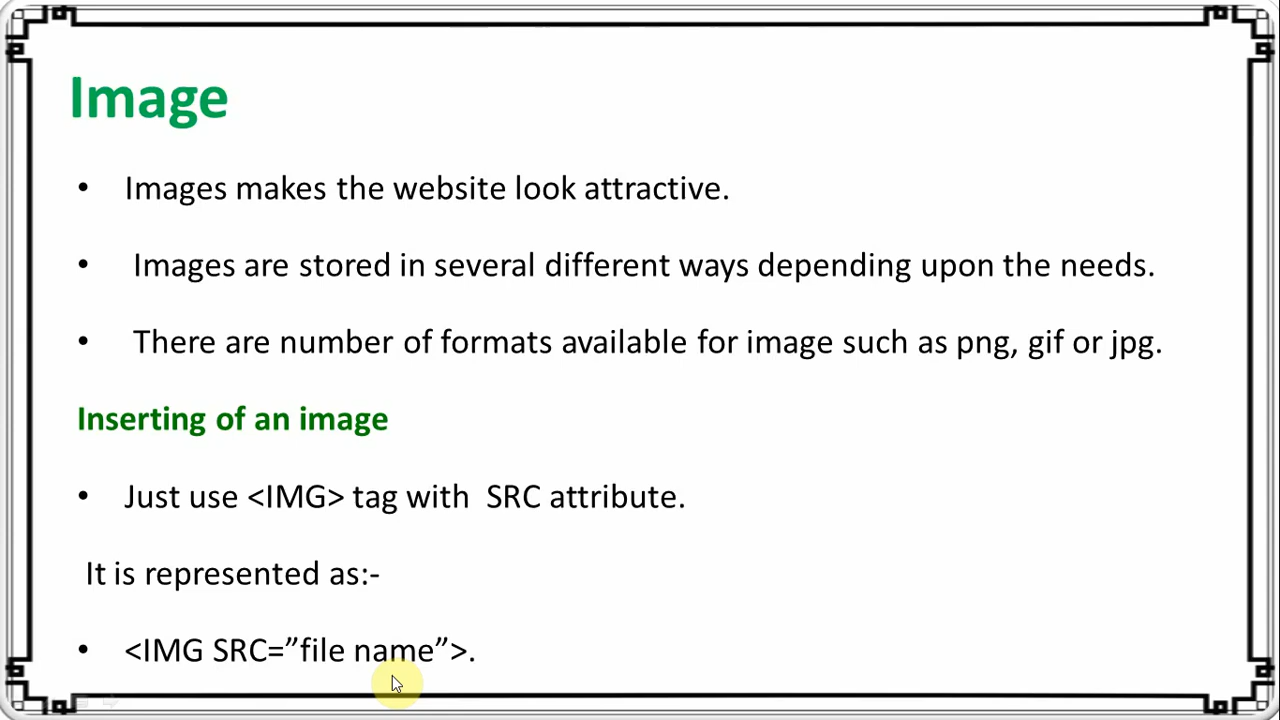 Image
• Images makes the website look attractive.
• Images are stored in several different ways depending upon the needs.
• There are number of formats available for image such as png, gif or jpg.
Inserting of an image
• Just use <IMG> tag with SRC attribute.
It is represented as:-
• <IMG SRC=”file name”>.